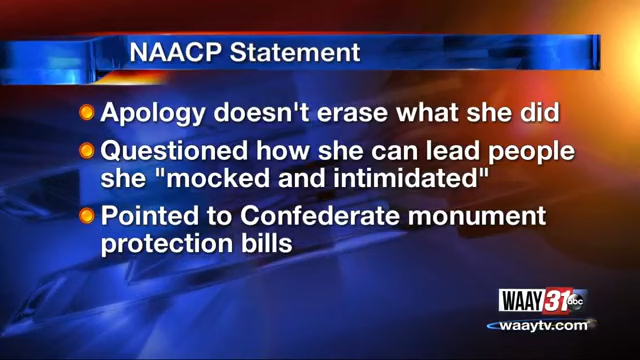 NAACP Statement
Apology doesn't erase what she did
Questioned how she can lead people
she "mocked and intimidated"
Pointed to Confederate monument
protection bills
WAAY 31 abc
waaytv.com